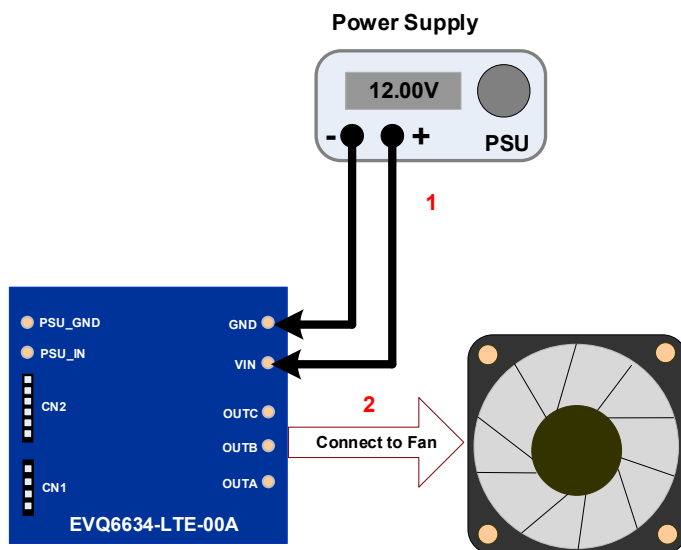 Power Supply
12.00V
- +
PSU
1
PSU_GND
GND
PSU_IN
VIN
2
CN2
OUTC
Connect to Fan
OUTB
CN1
OUTA
EVQ6634-LTE-00A